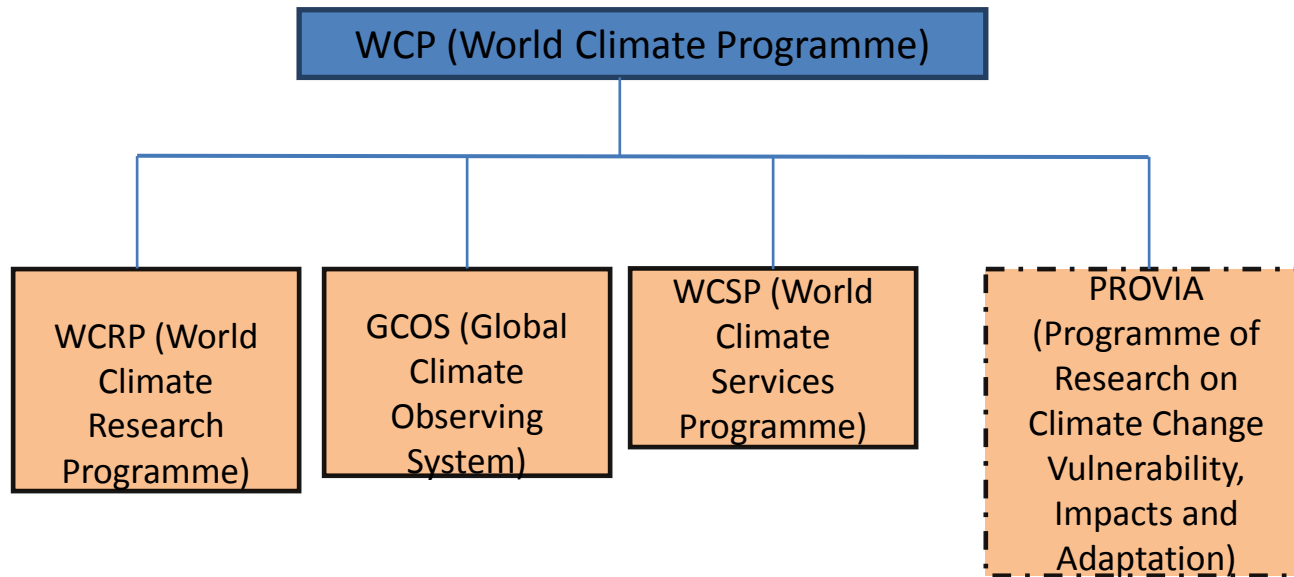 WCP (World Climate Programme)
WCRP (World
Climate
Research
Programme)
GCOS (Global
Climate
Observing
System)
WCSP (World
Climate
Services
Programme)
PROVIA
(Programme of
Research on
Climate Change
Vulnerability,
Impacts and
Adaptation)